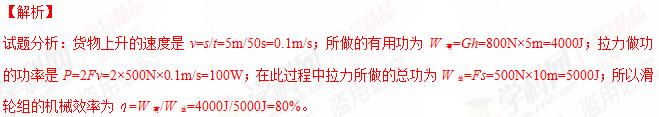 【解析】
试题分析：货物上升的速度是 v=s/t=5m/50s=0.1m/s；所做的有用功为 W有=Gh=800N×5m=4000J；拉力做功
的功率是 P=2Fv=2×500N×0.1m/s=100W；在此过程中拉力所做的总功为 W总=Fs=500N×10m=5000J；所以滑
轮组的机械效率为 η=W有/W总=4000J/5000J=80%。